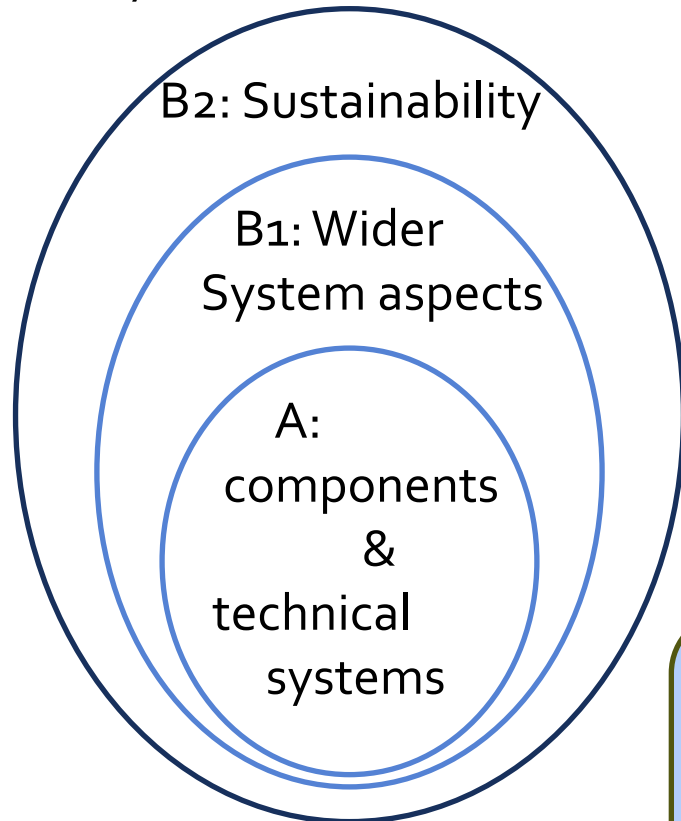 B2: Sustainability
B1: Wider
System aspects
A:
components
&
technical
systems